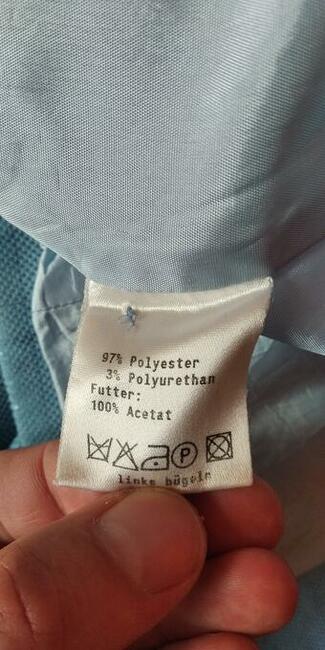 97% Polyester
3% Polyurethan
Futter:
100% Acetat
P
links bügeln